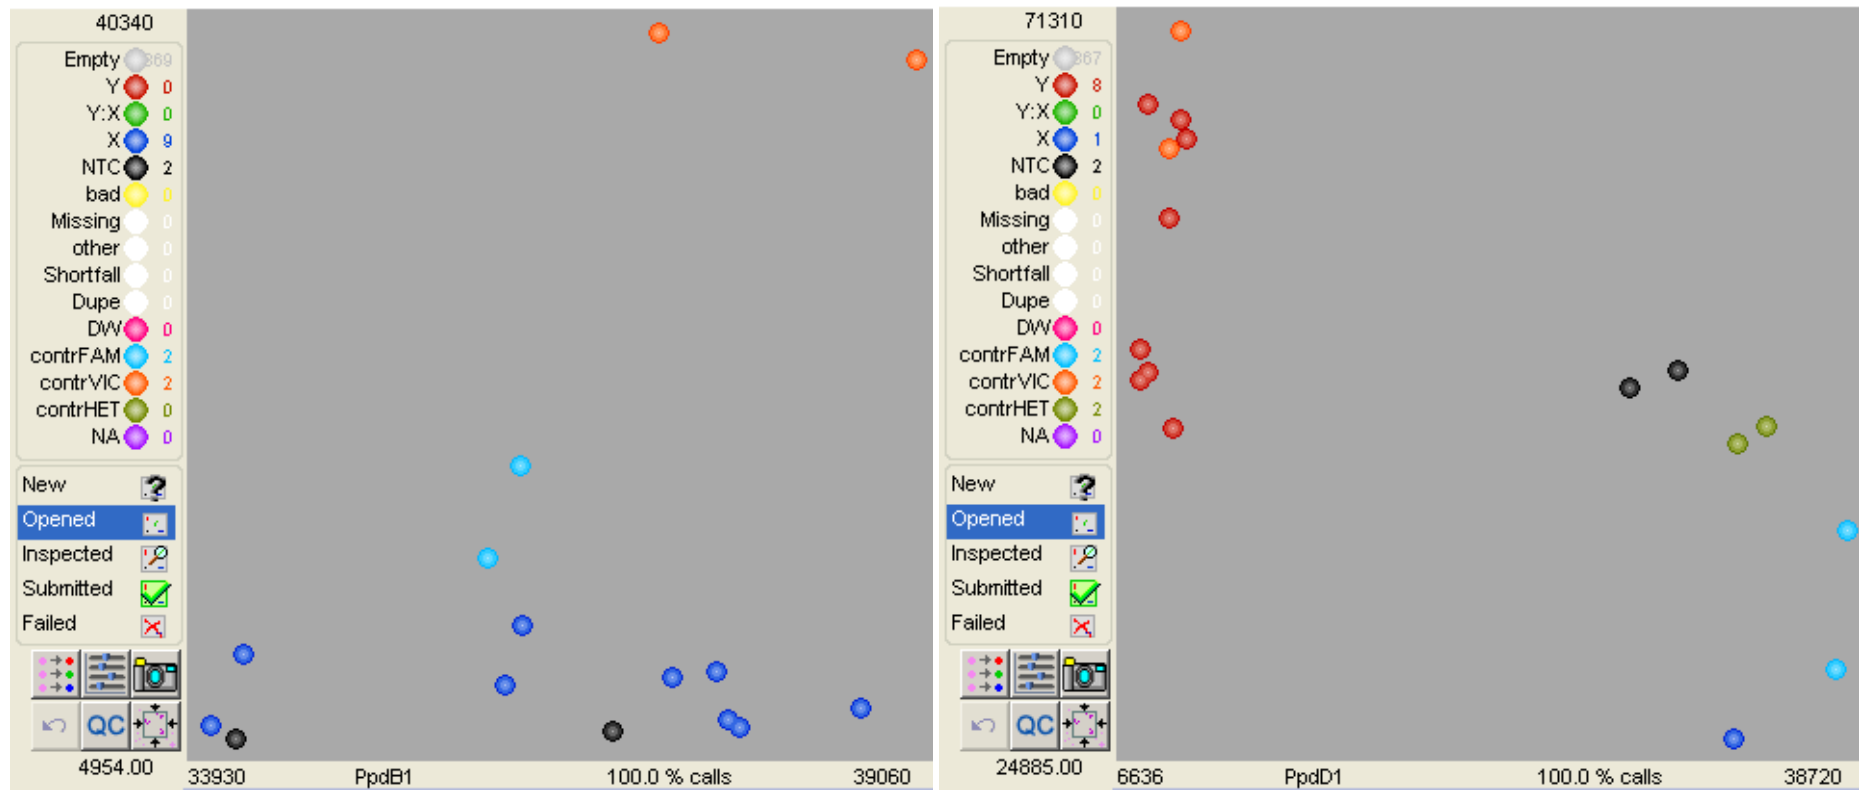 40340
Empty 869
Y 0
Y:X 0
X 9
NTC 2
bad 0
Missing 0
other 0
Shortfall 0
Dupe 0
DW 0
contrFAM 2
contrVIC 2
contrHET 0
NA 0
New
Opened
Inspected
Submitted
Failed
QC
4954.00
33930 PpdB1 100.0 % calls 39060
71310
Empty 867
Y 8
Y:X 0
X 1
NTC 2
bad 0
Missing 0
other 0
Shortfall 0
Dupe 0
DW 0
contrFAM 2
contrVIC 2
contrHET 2
NA 0
New
Opened
Inspected
Submitted
Failed
QC
24885.00
6636 PpdD1 100.0 % calls 38720